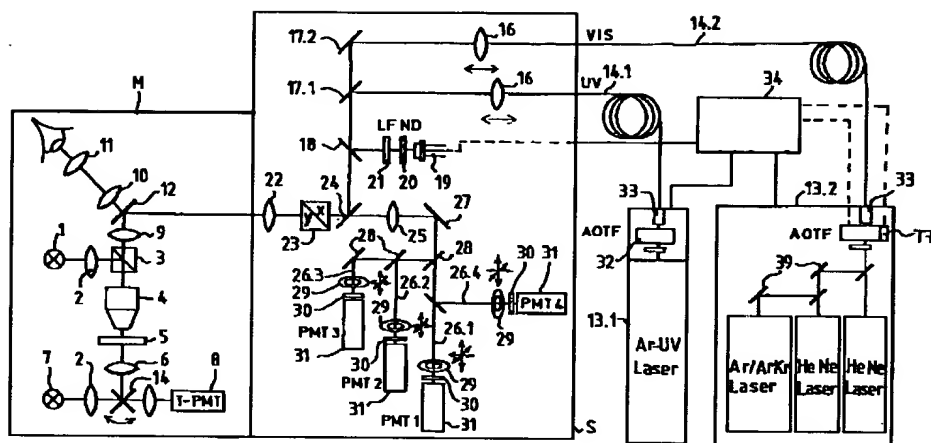 17.2
16
VIS
14.2
M
17.1
16
UV
14.1
34
11
LF ND
18
19
33
13.2
33
10
12
22
24
21
20
27
AOTF
AOTF
1
9
23
25
32
2
3
28
28
30
31
39
26.3
26.4
PMT 4
29
29
26.2
29
4
30
13.1
5
PMT 3
26.1
Ar-UV
Laser
Ar/ArKr
Laser
HeNe
Laser
HeNe
Laser
7
2
6
8
31
30
29
14
PMT 2
30
T-PMT
31
PMT 1
31
S